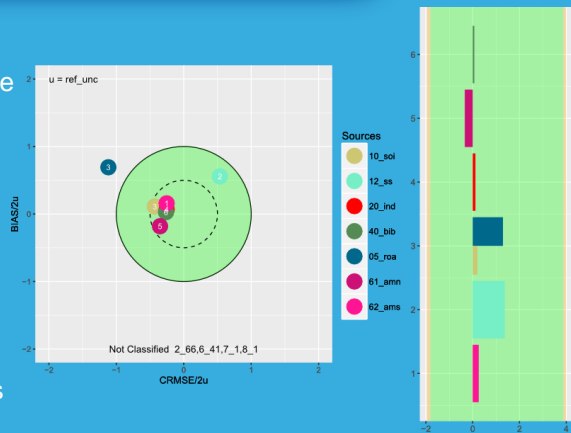 e
s
u = ref_unc
2
1
0
−1
−2
BIAS/2u
3
2
1
6
5
Not Classified 2_66,6_41,7_1,8_1
−2 −1 0 1 2
CRMSE/2u
Sources
10_soi
12_ss
20_ind
40_bib
05_roa
61_amn
62_ams
6
5
4
3
2
1
−2 0 2 4